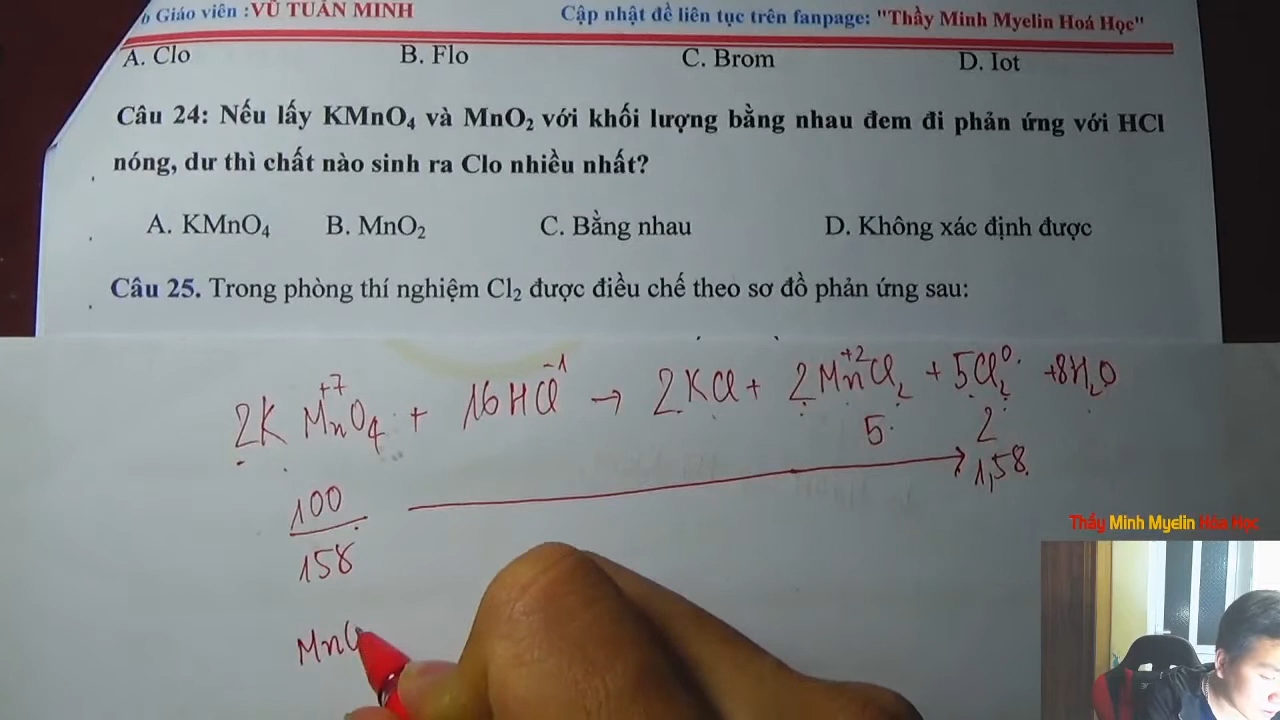 Giáo viên :VŨ TUẤN MINH
Cập nhật đề liên tục trên fanpage: "Thầy Minh Myelin Hoá Học"
A. Clo B. Flo C. Brom D. Iot
Câu 24: Nếu lấy KMnO₄ và MnO₂ với khối lượng bằng nhau đem đi phản ứng với HCl
nóng, dư thì chất nào sinh ra Clo nhiều nhất?
A. KMnO₄ B. MnO₂ C. Bằng nhau D. Không xác định được
Câu 25. Trong phòng thí nghiệm Cl₂ được điều chế theo sơ đồ phản ứng sau:
+7 -1 +2 0
2KMnO₄ + 16HCl → 2KCl + 2MnCl₂ + 5Cl₂ + 8H₂O
5 2
100 → 1,58
158
Thầy Minh Myelin Hóa Học